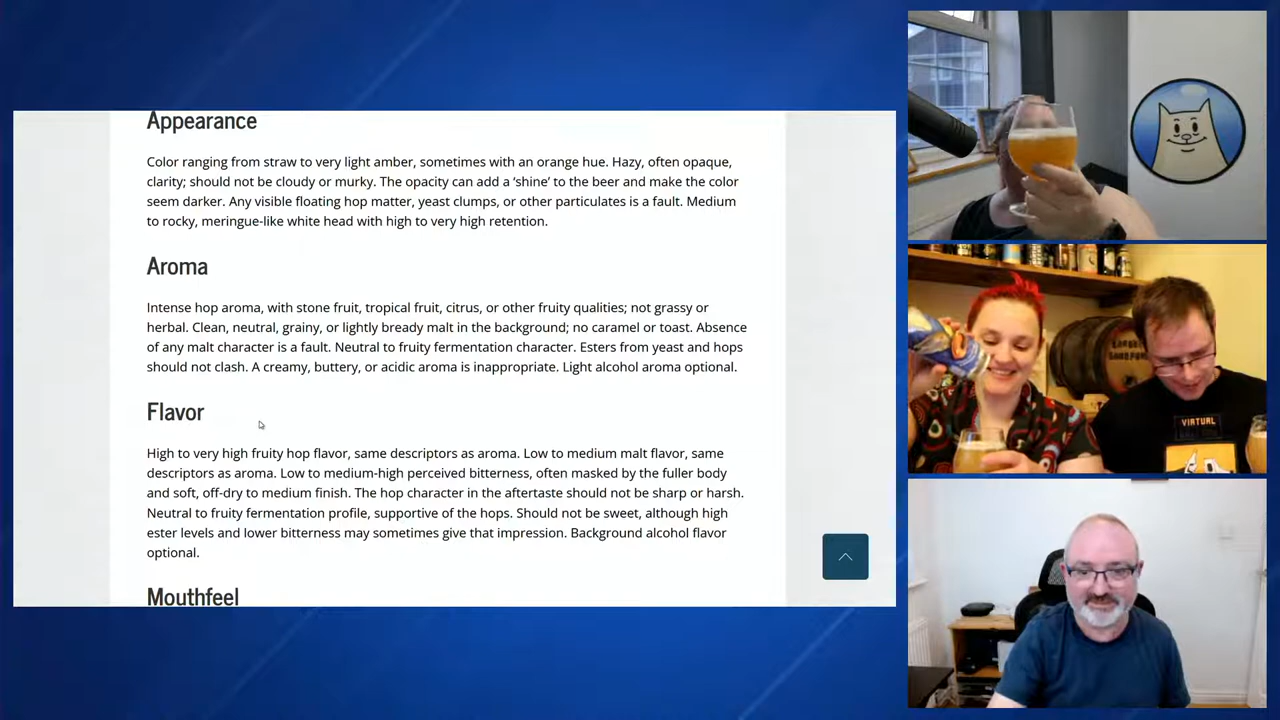 Appearance
Color ranging from straw to very light amber, sometimes with an orange hue. Hazy, often opaque,
clarity; should not be cloudy or murky. The opacity can add a ‘shine’ to the beer and make the color
seem darker. Any visible floating hop matter, yeast clumps, or other particulates is a fault. Medium
to rocky, meringue-like white head with high to very high retention.
Aroma
Intense hop aroma, with stone fruit, tropical fruit, citrus, or other fruity qualities; not grassy or
herbal. Clean, neutral, grainy, or lightly bready malt in the background; no caramel or toast. Absence
of any malt character is a fault. Neutral to fruity fermentation character. Esters from yeast and hops
should not clash. A creamy, buttery, or acidic aroma is inappropriate. Light alcohol aroma optional.
Flavor
High to very high fruity hop flavor, same descriptors as aroma. Low to medium malt flavor, same
descriptors as aroma. Low to medium-high perceived bitterness, often masked by the fuller body
and soft, off-dry to medium finish. The hop character in the aftertaste should not be sharp or harsh.
Neutral to fruity fermentation profile, supportive of the hops. Should not be sweet, although high
ester levels and lower bitterness may sometimes give that impression. Background alcohol flavor
optional.
Mouthfeel
VIRTUAL